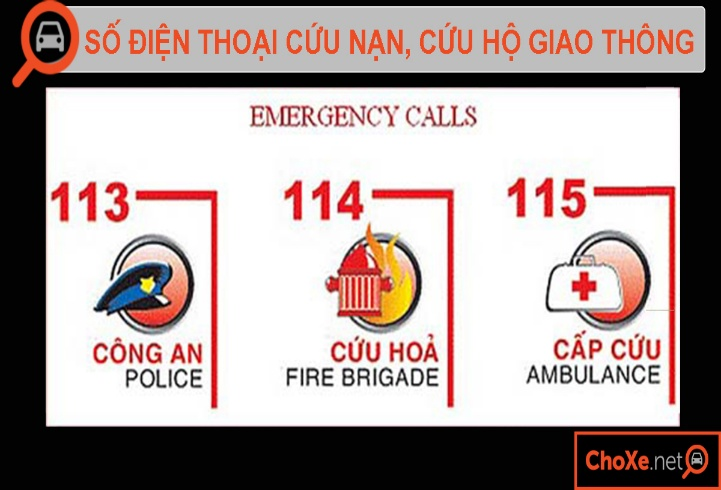 SỐ ĐIỆN THOẠI CỨU NẠN, CỨU HỘ GIAO THÔNG
EMERGENCY CALLS
113
CÔNG AN
POLICE
114
CỨU HOẢ
FIRE BRIGADE
115
CẤP CỨU
AMBULANCE
ChoXe.net